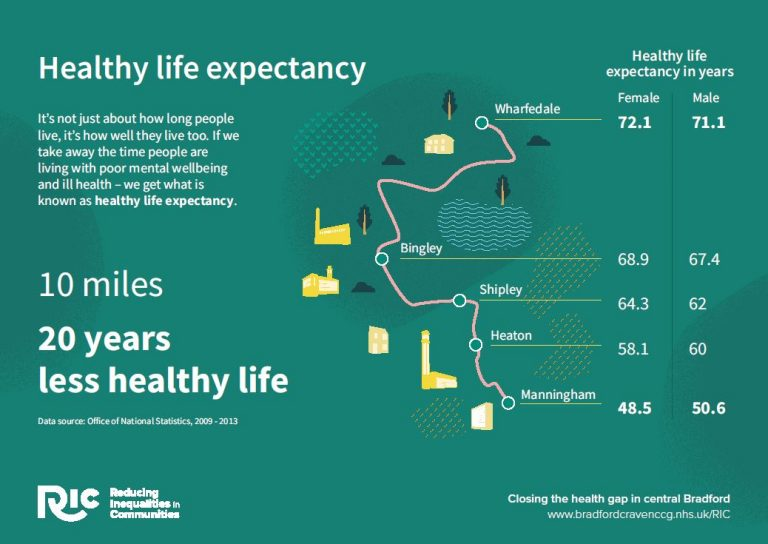 Healthy life expectancy
It's not just about how long people
live, it's how well they live too. If we
take away the time people are
living with poor mental wellbeing
and ill health – we get what is
known as healthy life expectancy.
10 miles
20 years
less healthy life
Data source: Office of National Statistics, 2009 - 2013
Healthy life
expectancy in years
Female Male
Wharfedale 72.1 71.1
Bingley 68.9 67.4
Shipley 64.3 62
Heaton 58.1 60
Manningham 48.5 50.6
RIC
Reducing
Inequalities in
Communities
Closing the health gap in central Bradford
www.bradfordcravenccg.nhs.uk/RIC